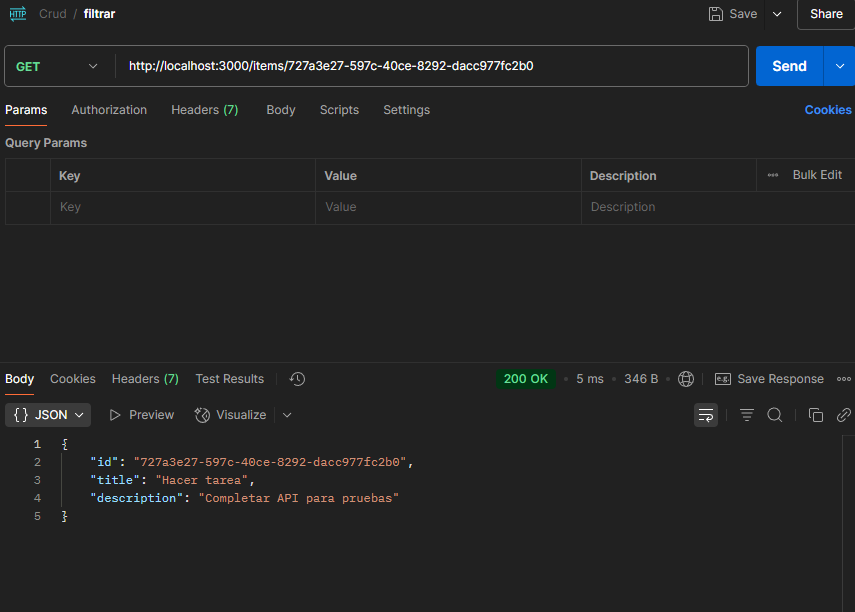 HTTP Crud / filtrar Save Share
GET http://localhost:3000/items/727a3e27-597c-40ce-8292-dacc977fc2b0 Send
Params Authorization Headers (7) Body Scripts Settings Cookies
Query Params
Key Value Description Bulk Edit
Key Value Description
Body Cookies Headers (7) Test Results 200 OK • 5 ms • 346 B • e.g. Save Response
{} JSON Preview Visualize
1 {
2 "id": "727a3e27-597c-40ce-8292-dacc977fc2b0",
3 "title": "Hacer tarea",
4 "description": "Completar API para pruebas"
5 }